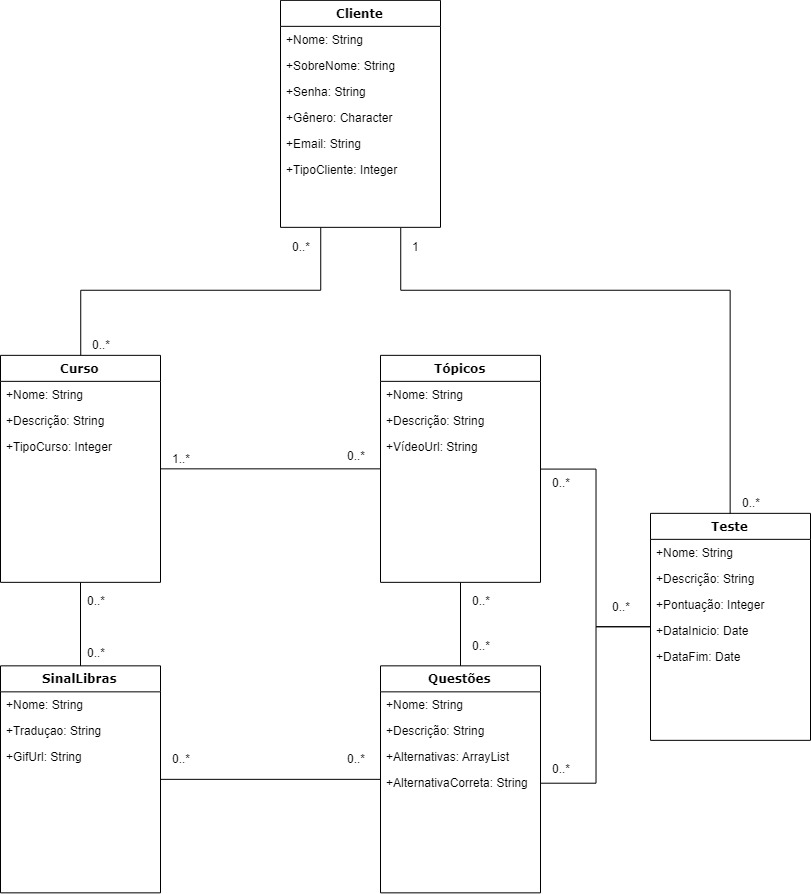 Cliente
+Nome: String
+SobreNome: String
+Senha: String
+Gênero: Character
+Email: String
+TipoCliente: Integer
0..*
1
0..*
Curso
+Nome: String
+Descrição: String
+TipoCurso: Integer
1..*
0..*
Tópicos
+Nome: String
+Descrição: String
+VídeoUrl: String
0..*
0..*
Teste
+Nome: String
+Descrição: String
+Pontuação: Integer
+DataInicio: Date
+DataFim: Date
0..*
0..*
0..*
0..*
0..*
SinalLibras
+Nome: String
+Traduçao: String
+GifUrl: String
0..*
0..*
Questões
+Nome: String
+Descrição: String
+Alternativas: ArrayList
+AlternativaCorreta: String
0..*